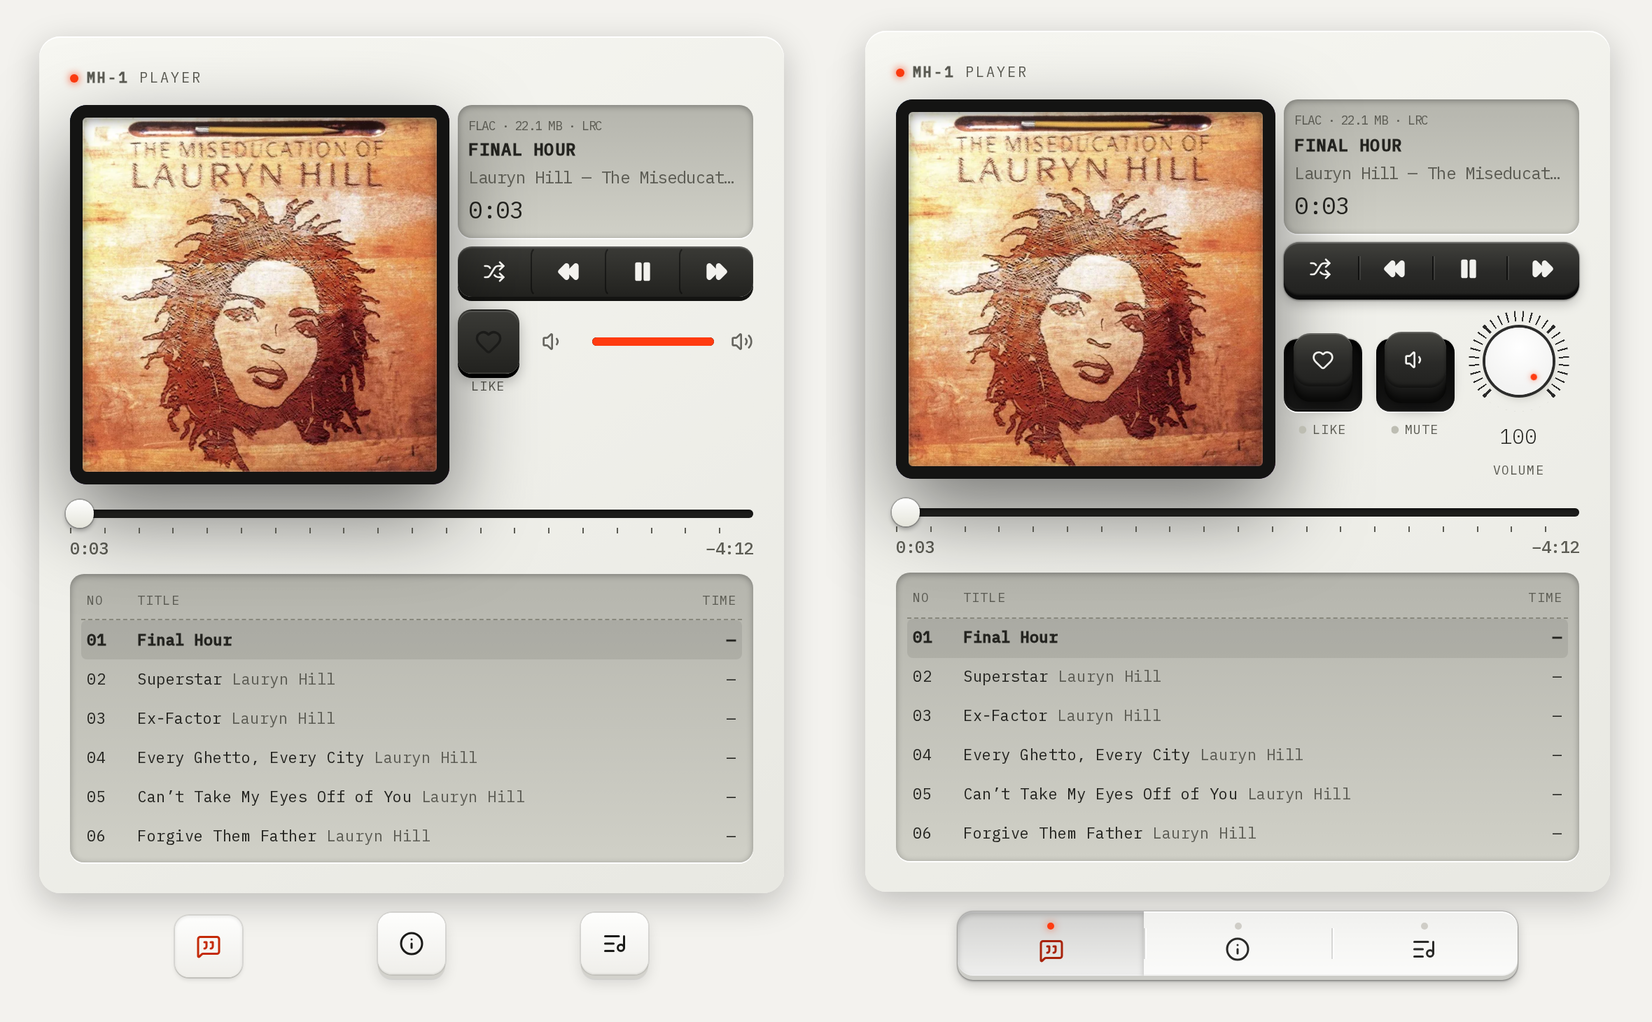 MH-1 PLAYER
THE MISEDUCATION OF
LAURYN HILL
FLAC · 22.1 MB · LRC
FINAL HOUR
Lauryn Hill — The Miseducat…
0:03
LIKE
0:03
−4:12
NO TITLE TIME
01 Final Hour —
02 Superstar Lauryn Hill —
03 Ex-Factor Lauryn Hill —
04 Every Ghetto, Every City Lauryn Hill —
05 Can’t Take My Eyes Off of You Lauryn Hill —
06 Forgive Them Father Lauryn Hill —
MH-1 PLAYER
THE MISEDUCATION OF
LAURYN HILL
FLAC · 22.1 MB · LRC
FINAL HOUR
Lauryn Hill — The Miseducat…
0:03
LIKE
MUTE
100
VOLUME
0:03
−4:12
NO TITLE TIME
01 Final Hour —
02 Superstar Lauryn Hill —
03 Ex-Factor Lauryn Hill —
04 Every Ghetto, Every City Lauryn Hill —
05 Can’t Take My Eyes Off of You Lauryn Hill —
06 Forgive Them Father Lauryn Hill —